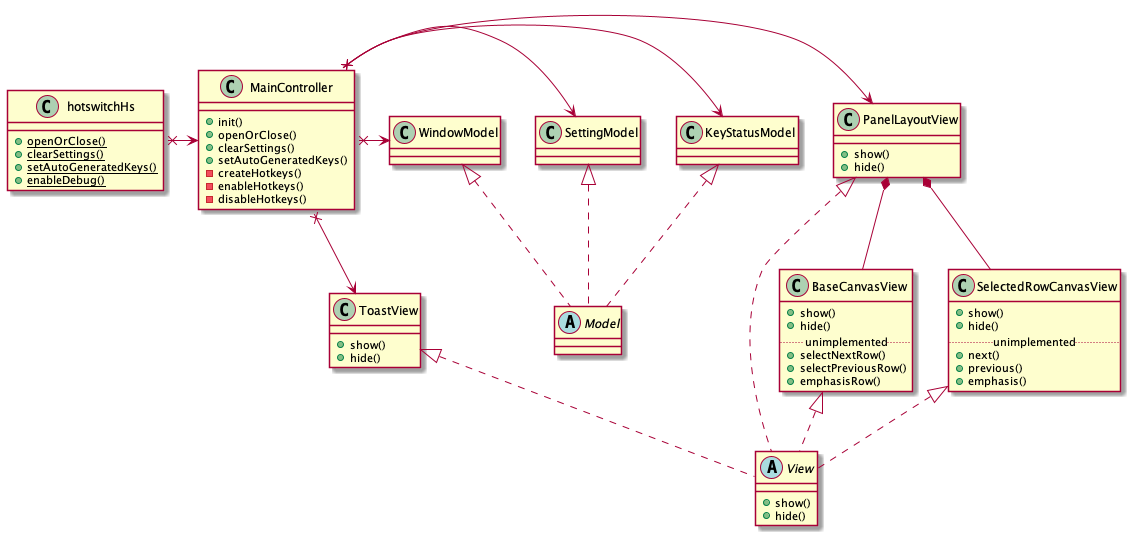 C hotswitchHs
openOrClose()
clearSettings()
setAutoGeneratedKeys()
enableDebug()
C MainController
init()
openOrClose()
clearSettings()
setAutoGeneratedKeys()
createHotkeys()
enableHotkeys()
disableHotkeys()
C WindowModel
C SettingModel
C KeyStatusModel
C PanelLayoutView
show()
hide()
C ToastView
show()
hide()
A Model
C BaseCanvasView
show()
hide()
unimplemented
selectNextRow()
selectPreviousRow()
emphasisRow()
C SelectedRowCanvasView
show()
hide()
unimplemented
next()
previous()
emphasis()
A View
show()
hide()